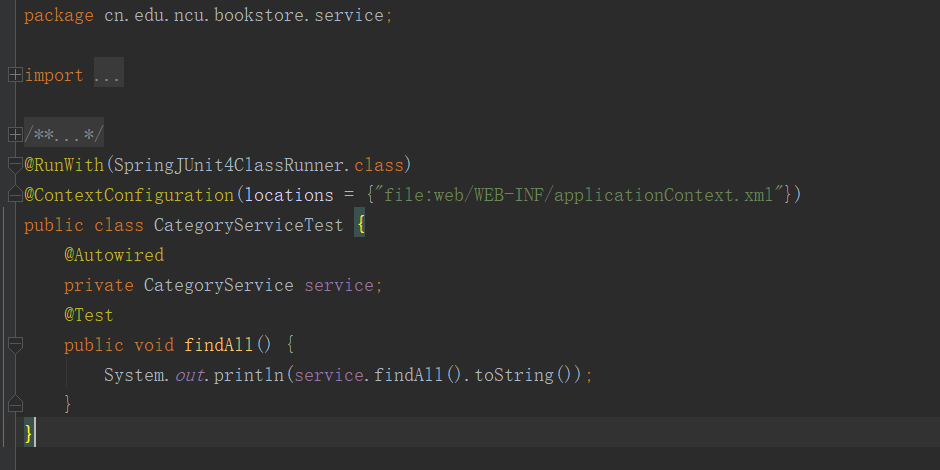 package cn.edu.ncu.bookstore.service;
import ...
/**...*/
@RunWith(SpringJUnit4ClassRunner.class)
@ContextConfiguration(locations = {"file:web/WEB-INF/applicationContext.xml"})
public class CategoryServiceTest {
@Autowired
private CategoryService service;
@Test
public void findAll() {
System.out.println(service.findAll().toString());
}
}